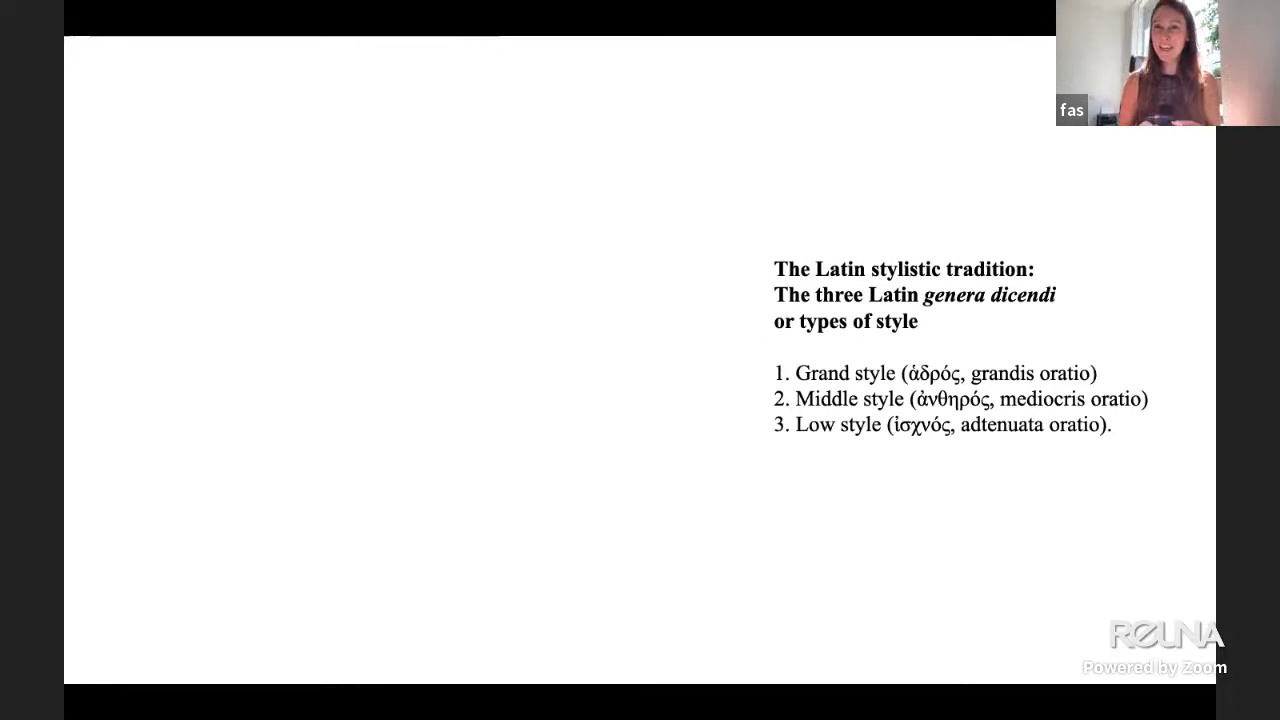 fas
The Latin stylistic tradition:
The three Latin genera dicendi
or types of style
1. Grand style (ἁδρός, grandis oratio)
2. Middle style (ἀνθηρός, mediocris oratio)
3. Low style (ἰσχνός, adtenuata oratio).
REUNA
Powered by Zoom